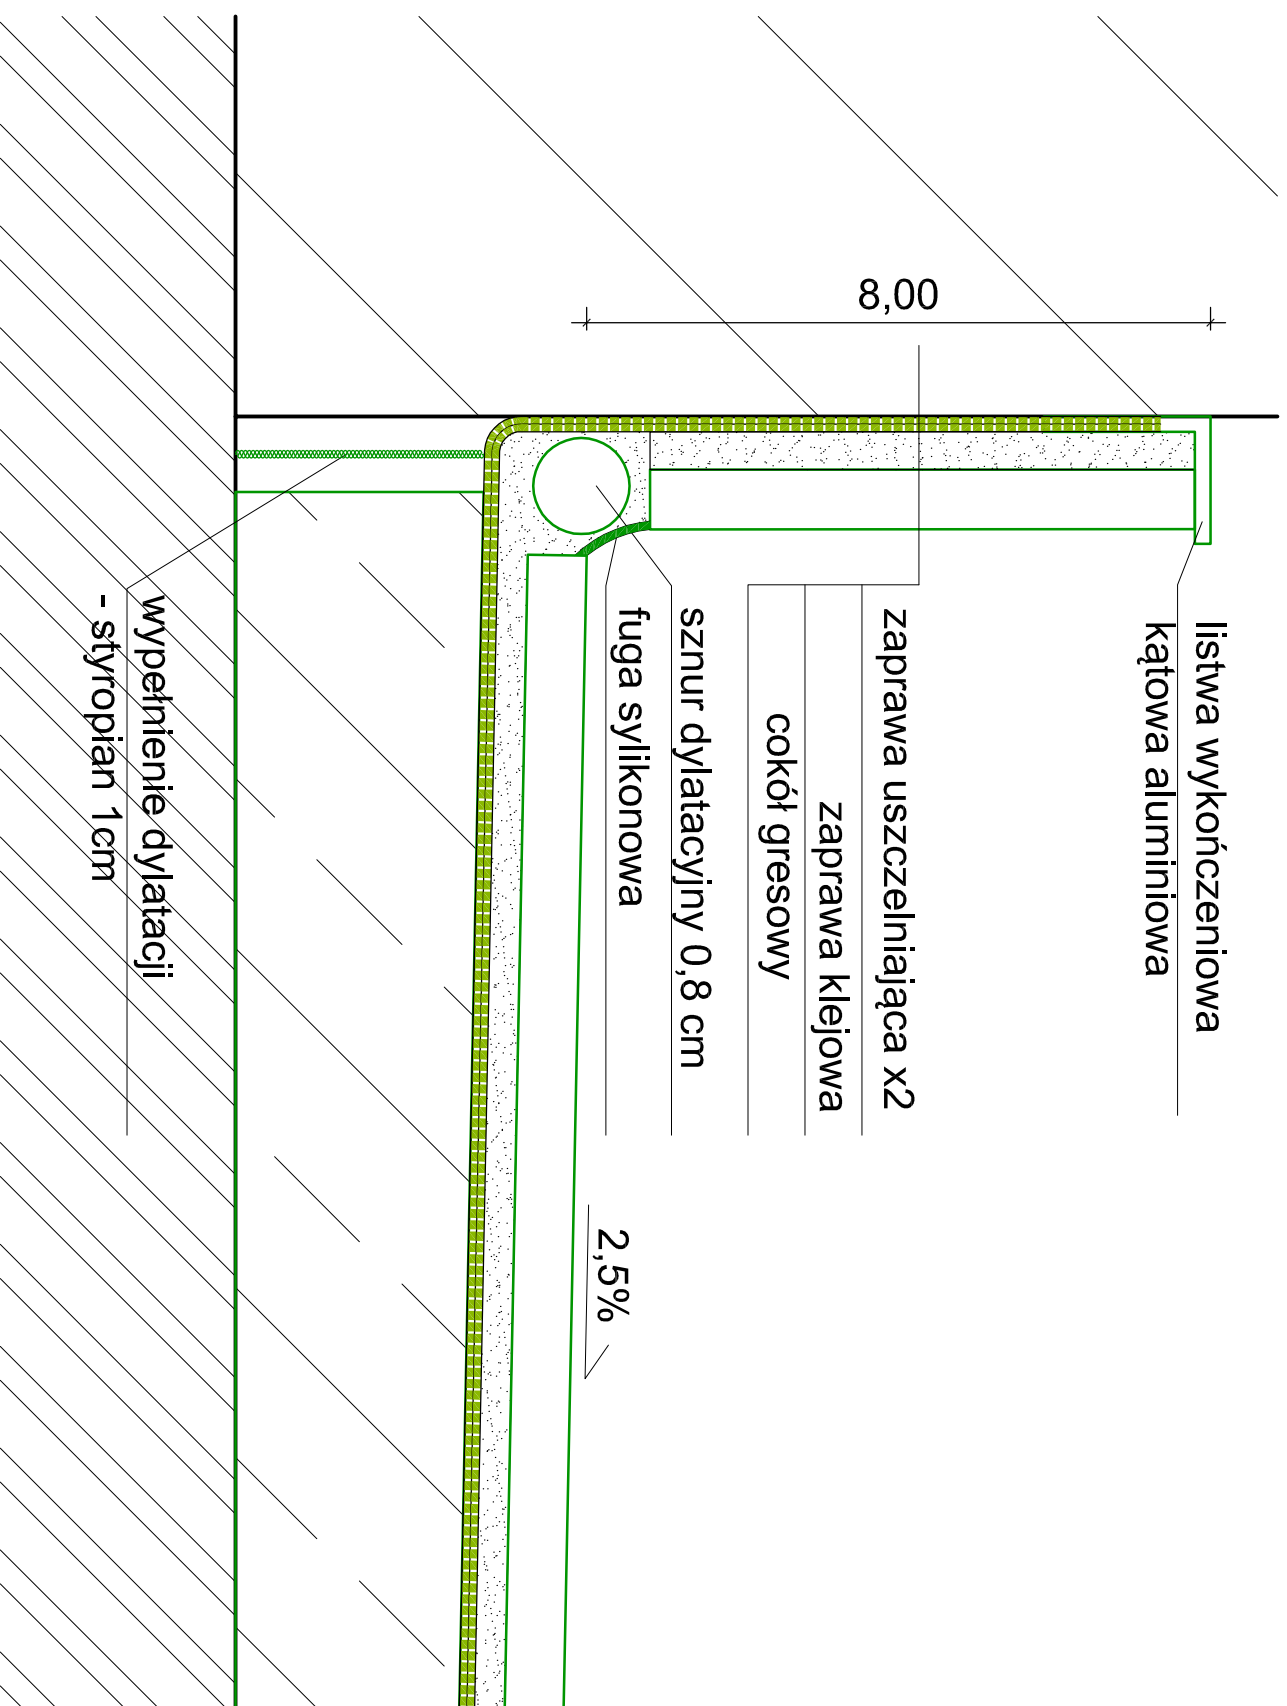 8,00
listwa wykończeniowa
kątowa aluminiowa
zaprawa uszczelniająca x2
zaprawa klejowa
cokół gresowy
sznur dylatacyjny 0,8 cm
fuga sylikonowa
2,5%
wypełnienie dylatacji
- styropian 1cm